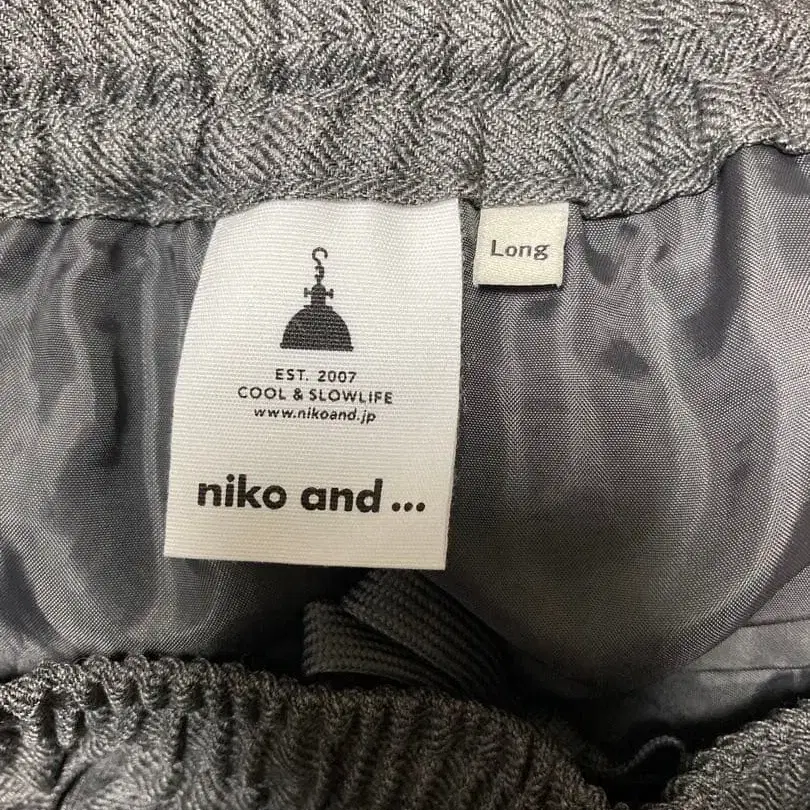 EST. 2007
COOL & SLOWLIFE
www.nikoand.jp
niko and ...
Long